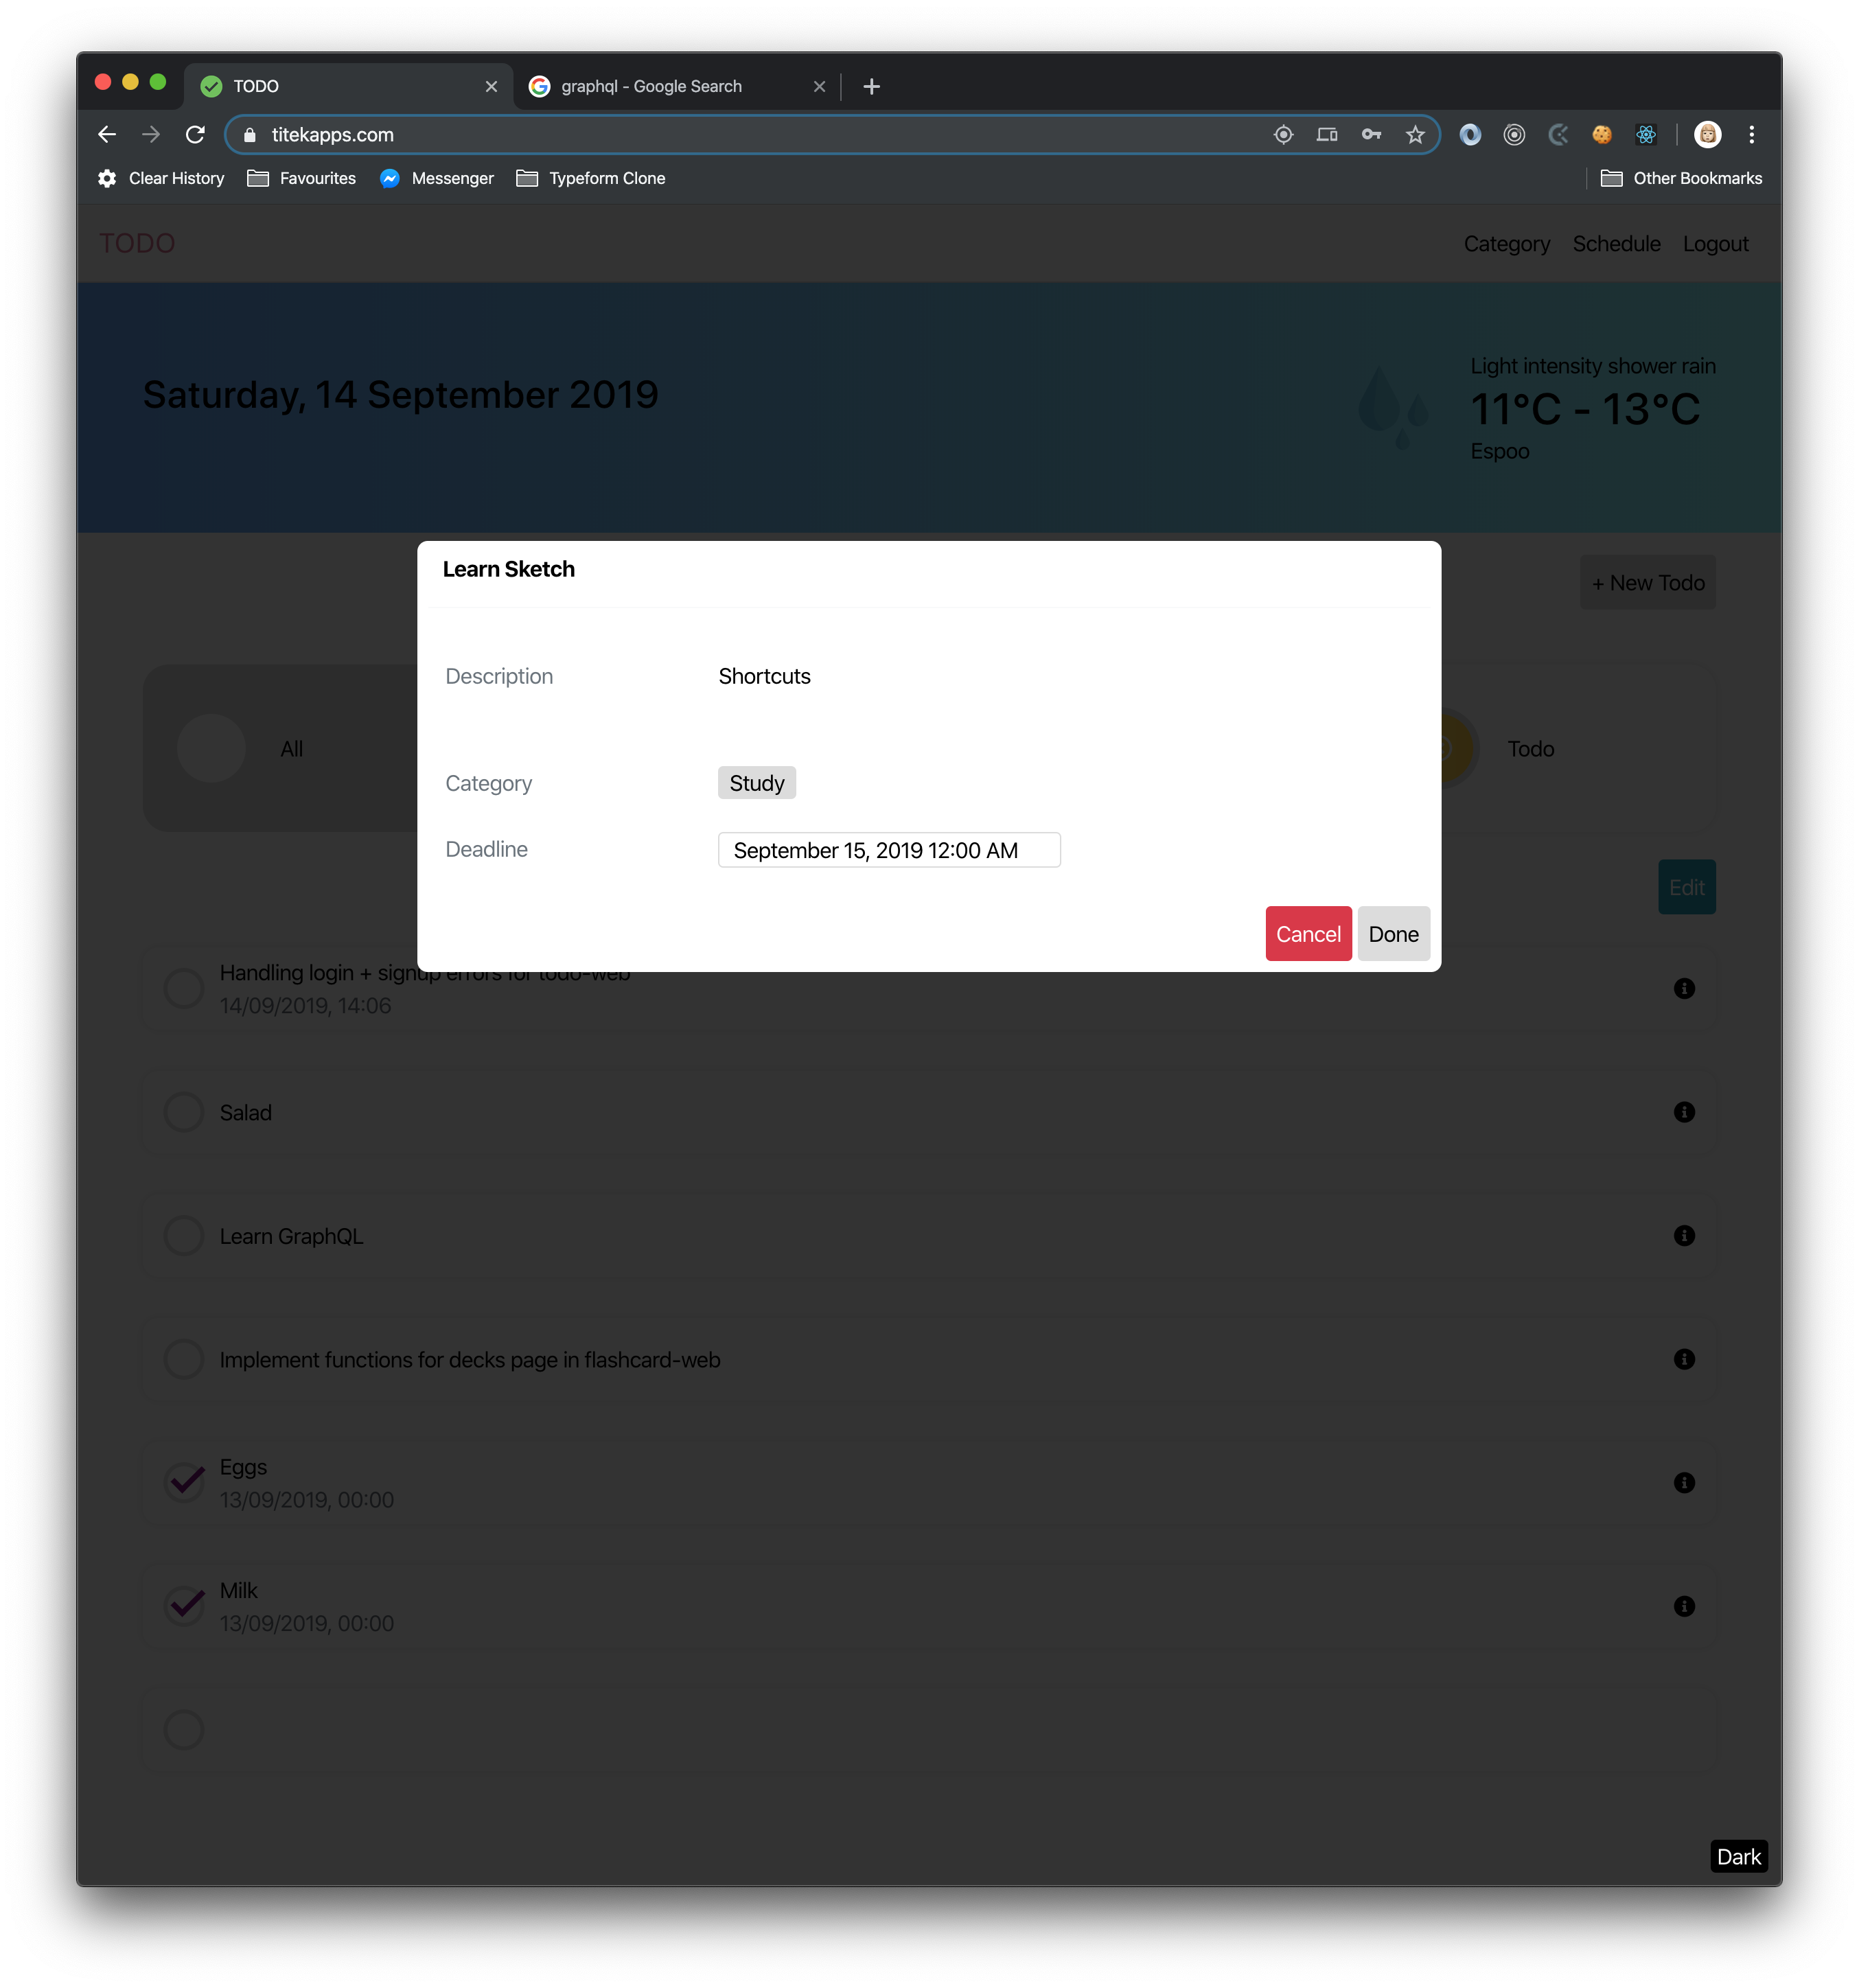 TODO
graphql - Google Search
titekapps.com
Clear History
Favourites
Messenger
Typeform Clone
Other Bookmarks
TODO
Category
Schedule
Logout
Saturday, 14 September 2019
Light intensity shower rain
11°C - 13°C
Espoo
+ New Todo
Learn Sketch
Description
Shortcuts
Category
Study
Deadline
September 15, 2019 12:00 AM
Cancel
Done
All
Todo
Edit
Handling login + signup errors for todo-web
14/09/2019, 14:06
Salad
Learn GraphQL
Implement functions for decks page in flashcard-web
Eggs
13/09/2019, 00:00
Milk
13/09/2019, 00:00
Dark